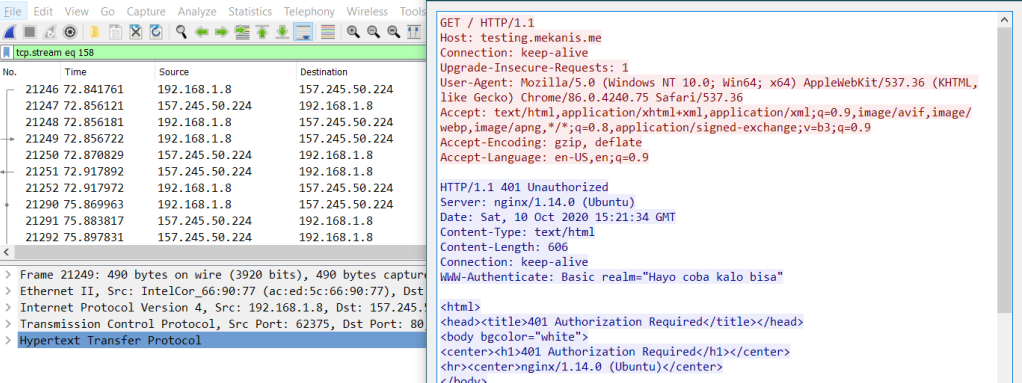 File Edit View Go Capture Analyze Statistics Telephony Wireless Tools
tcp.stream eq 158
No. Time Source Destination
21246 72.841761 192.168.1.8 157.245.50.224
21247 72.856121 157.245.50.224 192.168.1.8
21248 72.856181 192.168.1.8 157.245.50.224
21249 72.856722 192.168.1.8 157.245.50.224
21250 72.870829 157.245.50.224 192.168.1.8
21251 72.917892 157.245.50.224 192.168.1.8
21252 72.917972 192.168.1.8 157.245.50.224
21290 75.869963 192.168.1.8 157.245.50.224
21291 75.883817 157.245.50.224 192.168.1.8
21292 75.897831 157.245.50.224 192.168.1.8
Frame 21249: 490 bytes on wire (3920 bits), 490 bytes capture
Ethernet II, Src: IntelCor_66:90:77 (ac:ed:5c:66:90:77), Dst
Internet Protocol Version 4, Src: 192.168.1.8, Dst: 157.245.5
Transmission Control Protocol, Src Port: 62375, Dst Port: 80
Hypertext Transfer Protocol
GET / HTTP/1.1
Host: testing.mekanis.me
Connection: keep-alive
Upgrade-Insecure-Requests: 1
User-Agent: Mozilla/5.0 (Windows NT 10.0; Win64; x64) AppleWebKit/537.36 (KHTML,
like Gecko) Chrome/86.0.4240.75 Safari/537.36
Accept: text/html,application/xhtml+xml,application/xml;q=0.9,image/avif,image/
webp,image/apng,*/*;q=0.8,application/signed-exchange;v=b3;q=0.9
Accept-Encoding: gzip, deflate
Accept-Language: en-US,en;q=0.9
HTTP/1.1 401 Unauthorized
Server: nginx/1.14.0 (Ubuntu)
Date: Sat, 10 Oct 2020 15:21:34 GMT
Content-Type: text/html
Content-Length: 606
Connection: keep-alive
WWW-Authenticate: Basic realm="Hayo coba kalo bisa"
<html>
<head><title>401 Authorization Required</title></head>
<body bgcolor="white">
<center><h1>401 Authorization Required</h1></center>
<hr><center>nginx/1.14.0 (Ubuntu)</center>
</body>